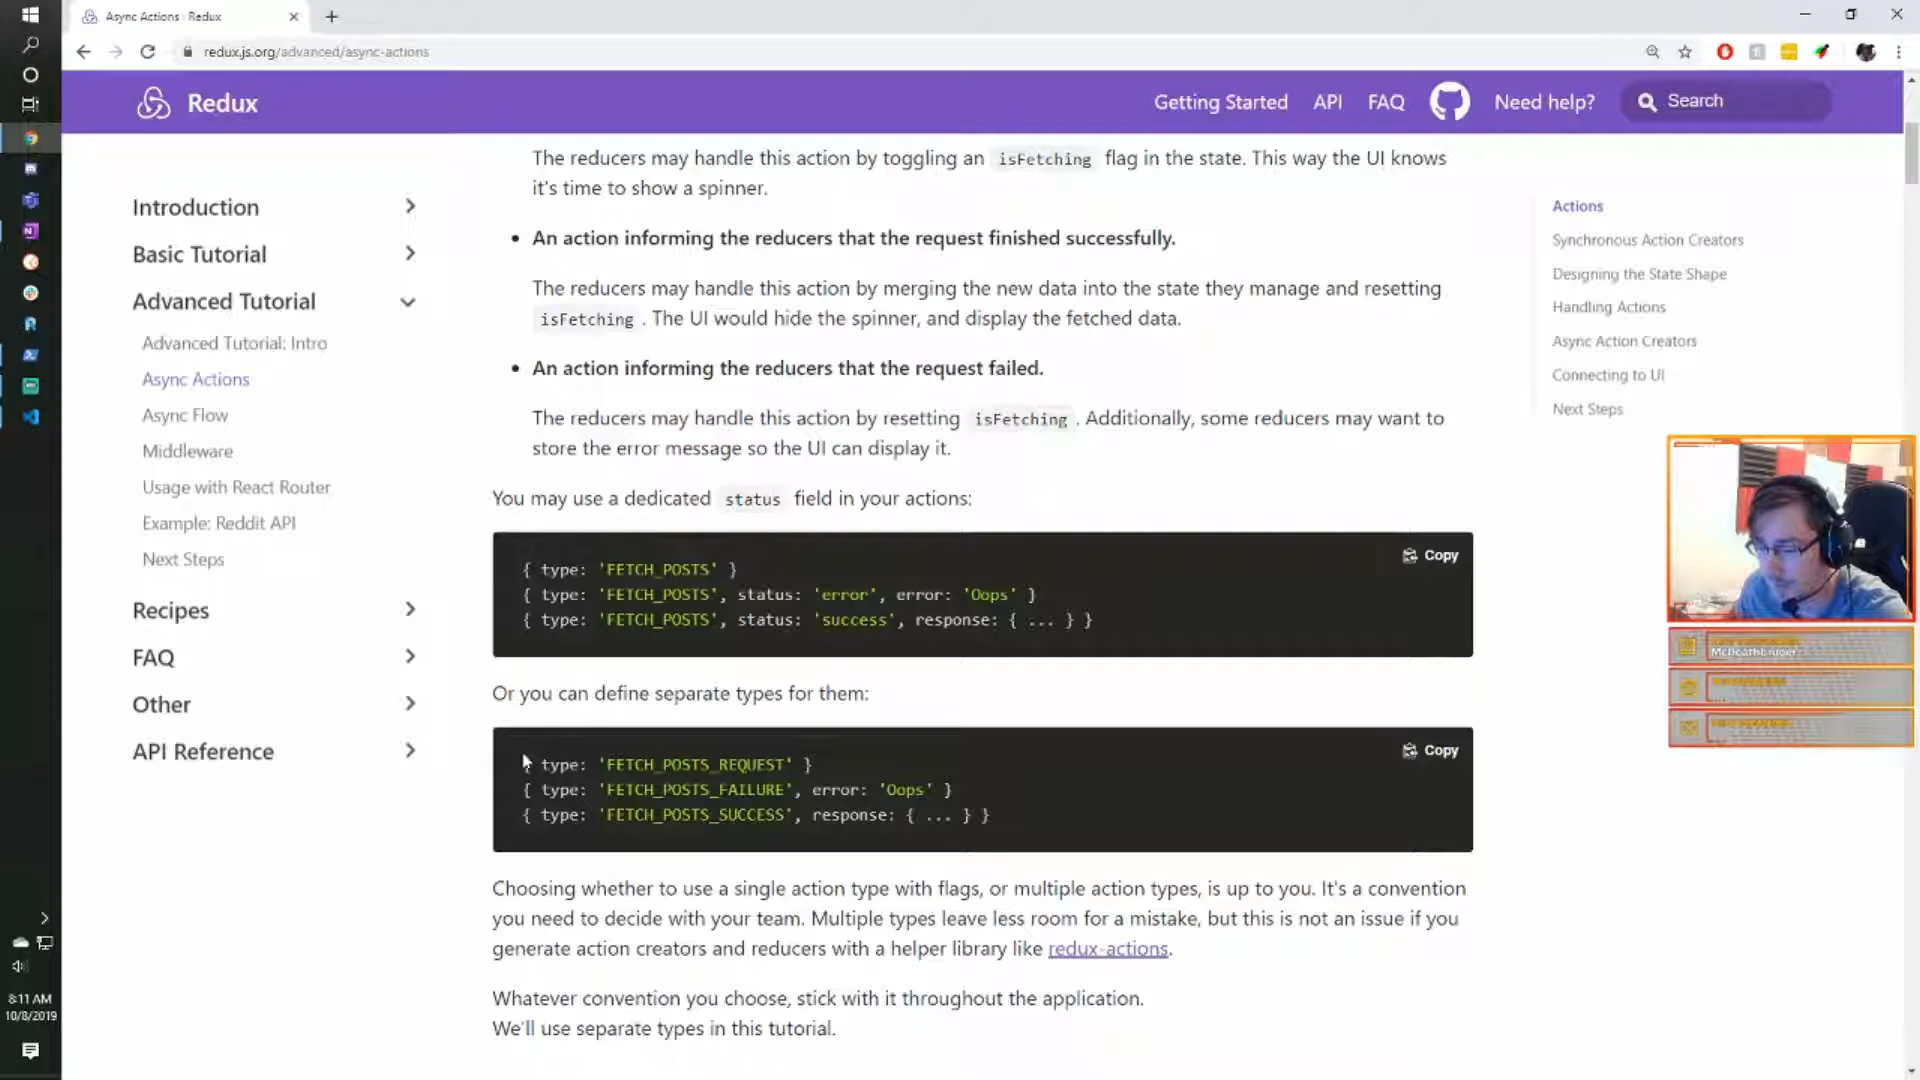 Async Actions · Redux
redux.js.org/advanced/async-actions
Redux
Getting Started
API
FAQ
Need help?
Search
Introduction
Basic Tutorial
Advanced Tutorial
Advanced Tutorial: Intro
Async Actions
Async Flow
Middleware
Usage with React Router
Example: Reddit API
Next Steps
Recipes
FAQ
Other
API Reference
The reducers may handle this action by toggling an isFetching flag in the state. This way the UI knows
it's time to show a spinner.
• An action informing the reducers that the request finished successfully.
The reducers may handle this action by merging the new data into the state they manage and resetting
isFetching . The UI would hide the spinner, and display the fetched data.
• An action informing the reducers that the request failed.
The reducers may handle this action by resetting isFetching . Additionally, some reducers may want to
store the error message so the UI can display it.
You may use a dedicated status field in your actions:
Copy
{ type: 'FETCH_POSTS' }
{ type: 'FETCH_POSTS', status: 'error', error: 'Oops' }
{ type: 'FETCH_POSTS', status: 'success', response: { ... } }
Or you can define separate types for them:
Copy
{ type: 'FETCH_POSTS_REQUEST' }
{ type: 'FETCH_POSTS_FAILURE', error: 'Oops' }
{ type: 'FETCH_POSTS_SUCCESS', response: { ... } }
Choosing whether to use a single action type with flags, or multiple action types, is up to you. It's a convention
you need to decide with your team. Multiple types leave less room for a mistake, but this is not an issue if you
generate action creators and reducers with a helper library like redux-actions.
Whatever convention you choose, stick with it throughout the application.
We'll use separate types in this tutorial.
Actions
Synchronous Action Creators
Designing the State Shape
Handling Actions
Async Action Creators
Connecting to UI
Next Steps
8:11 AM
10/8/2019